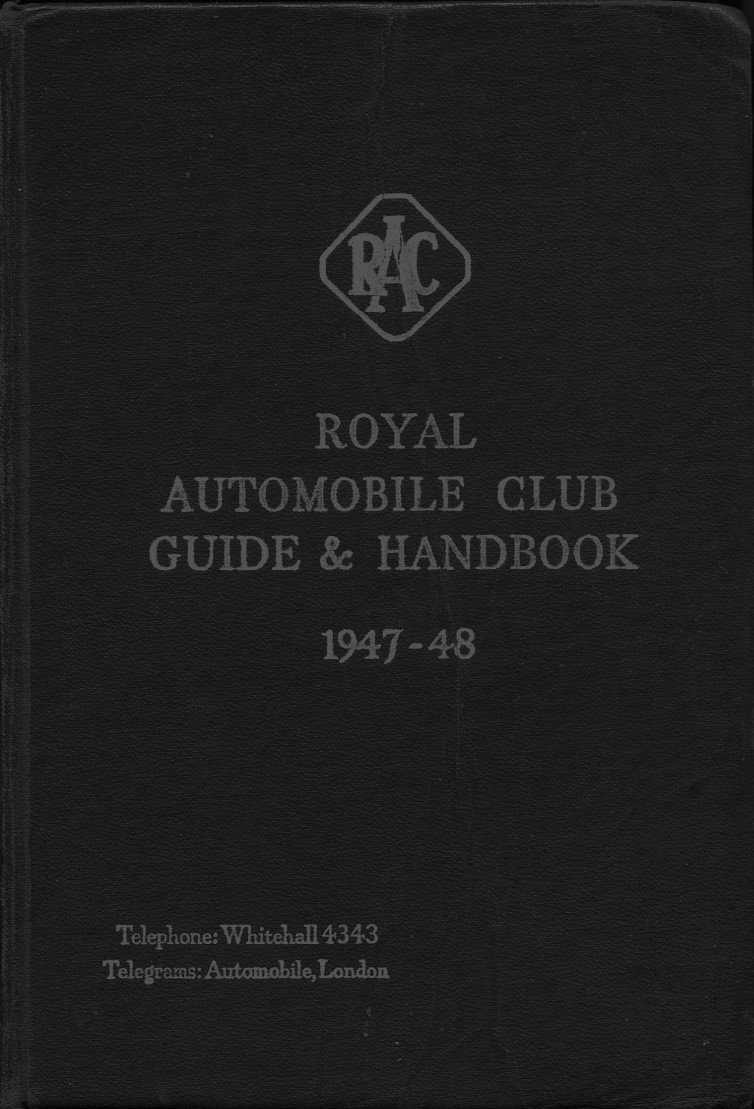 RAC
ROYAL
AUTOMOBILE CLUB
GUIDE & HANDBOOK
1947-48
Telephone: Whitehall 4343
Telegrams: Automobile, London